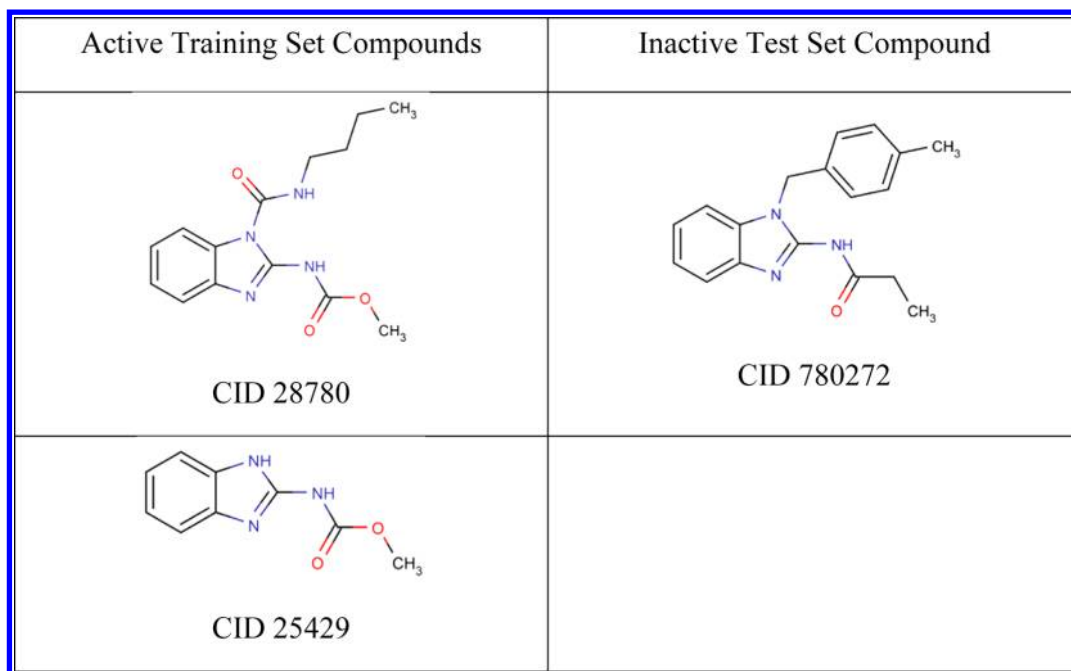 Active Training Set Compounds
Inactive Test Set Compound
CH3
O
NH
N
NH
N
O
O
CH3
CID 28780
CH3
N
NH
N
O
CH3
CID 780272
NH
NH
N
O
O
CH3
CID 25429